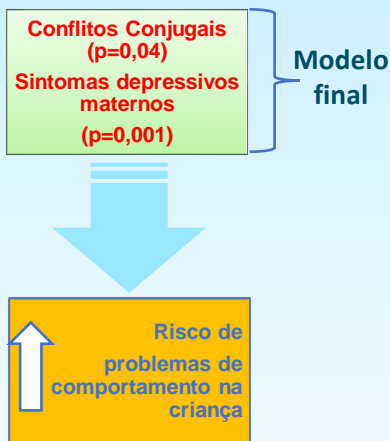 Conflitos Conjugais
(p=0,04)
Sintomas depressivos
maternos
(p=0,001)
Modelo
final
Risco de
problemas de
comportamento na
criança